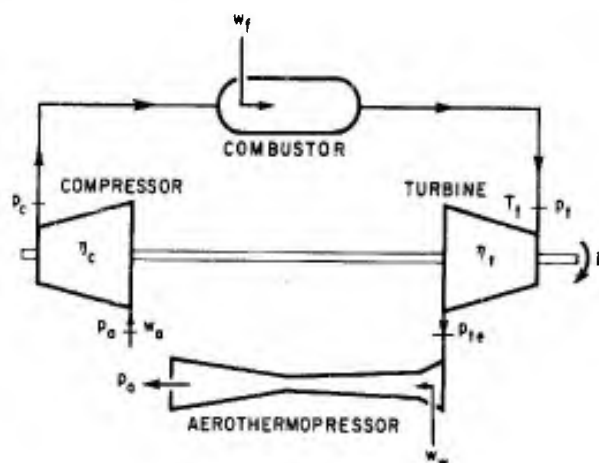 w_f
COMBUSTOR
COMPRESSOR
TURBINE
p_c
T_t p_t
η_c
η_t
p_a w_a
p_te
p_a
AEROTHERMOPRESSOR